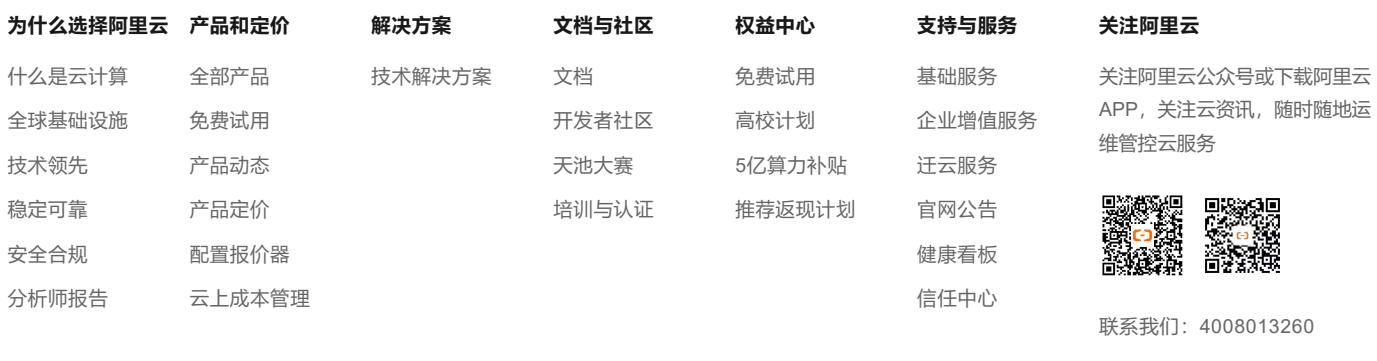 为什么选择阿里云
什么是云计算
全球基础设施
技术领先
稳定可靠
安全合规
分析师报告
产品和定价
全部产品
免费试用
产品动态
产品定价
配置报价器
云上成本管理
解决方案
技术解决方案
文档与社区
文档
开发者社区
天池大赛
培训与认证
权益中心
免费试用
高校计划
5亿算力补贴
推荐返现计划
支持与服务
基础服务
企业增值服务
迁云服务
官网公告
健康看板
信任中心
关注阿里云
关注阿里云公众号或下载阿里云
APP，关注云资讯，随时随地运
维管控云服务
联系我们：4008013260